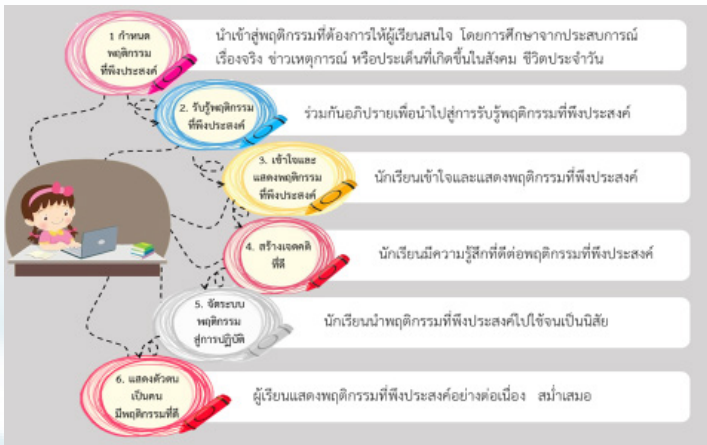 1 กำหนด
พฤติกรรม
ที่พึงประสงค์
นำเข้าสู่พฤติกรรมที่ต้องการให้ผู้เรียนสนใจ โดยการศึกษาจากประสบการณ์
เรื่องจริง ข่าวเหตุการณ์ หรือประเด็นที่เกิดขึ้นในสังคม ชีวิตประจำวัน
2. รับรู้พฤติกรรม
ที่พึงประสงค์
ร่วมกันอภิปรายเพื่อนำไปสู่การรับรู้พฤติกรรมที่พึงประสงค์
3. เข้าใจและ
แสดงพฤติกรรม
ที่พึงประสงค์
นักเรียนเข้าใจและแสดงพฤติกรรมที่พึงประสงค์
4. สร้างเจตคติ
ที่ดี
นักเรียนมีความรู้สึกที่ดีต่อพฤติกรรมที่พึงประสงค์
5. จัดระบบ
พฤติกรรม
สู่การปฏิบัติ
นักเรียนนำพฤติกรรมที่พึงประสงค์ไปใช้จนเป็นนิสัย
6. แสดงตัวตน
เป็นคน
มีพฤติกรรมที่ดี
ผู้เรียนแสดงพฤติกรรมที่พึงประสงค์อย่างต่อเนื่อง สม่ำเสมอ